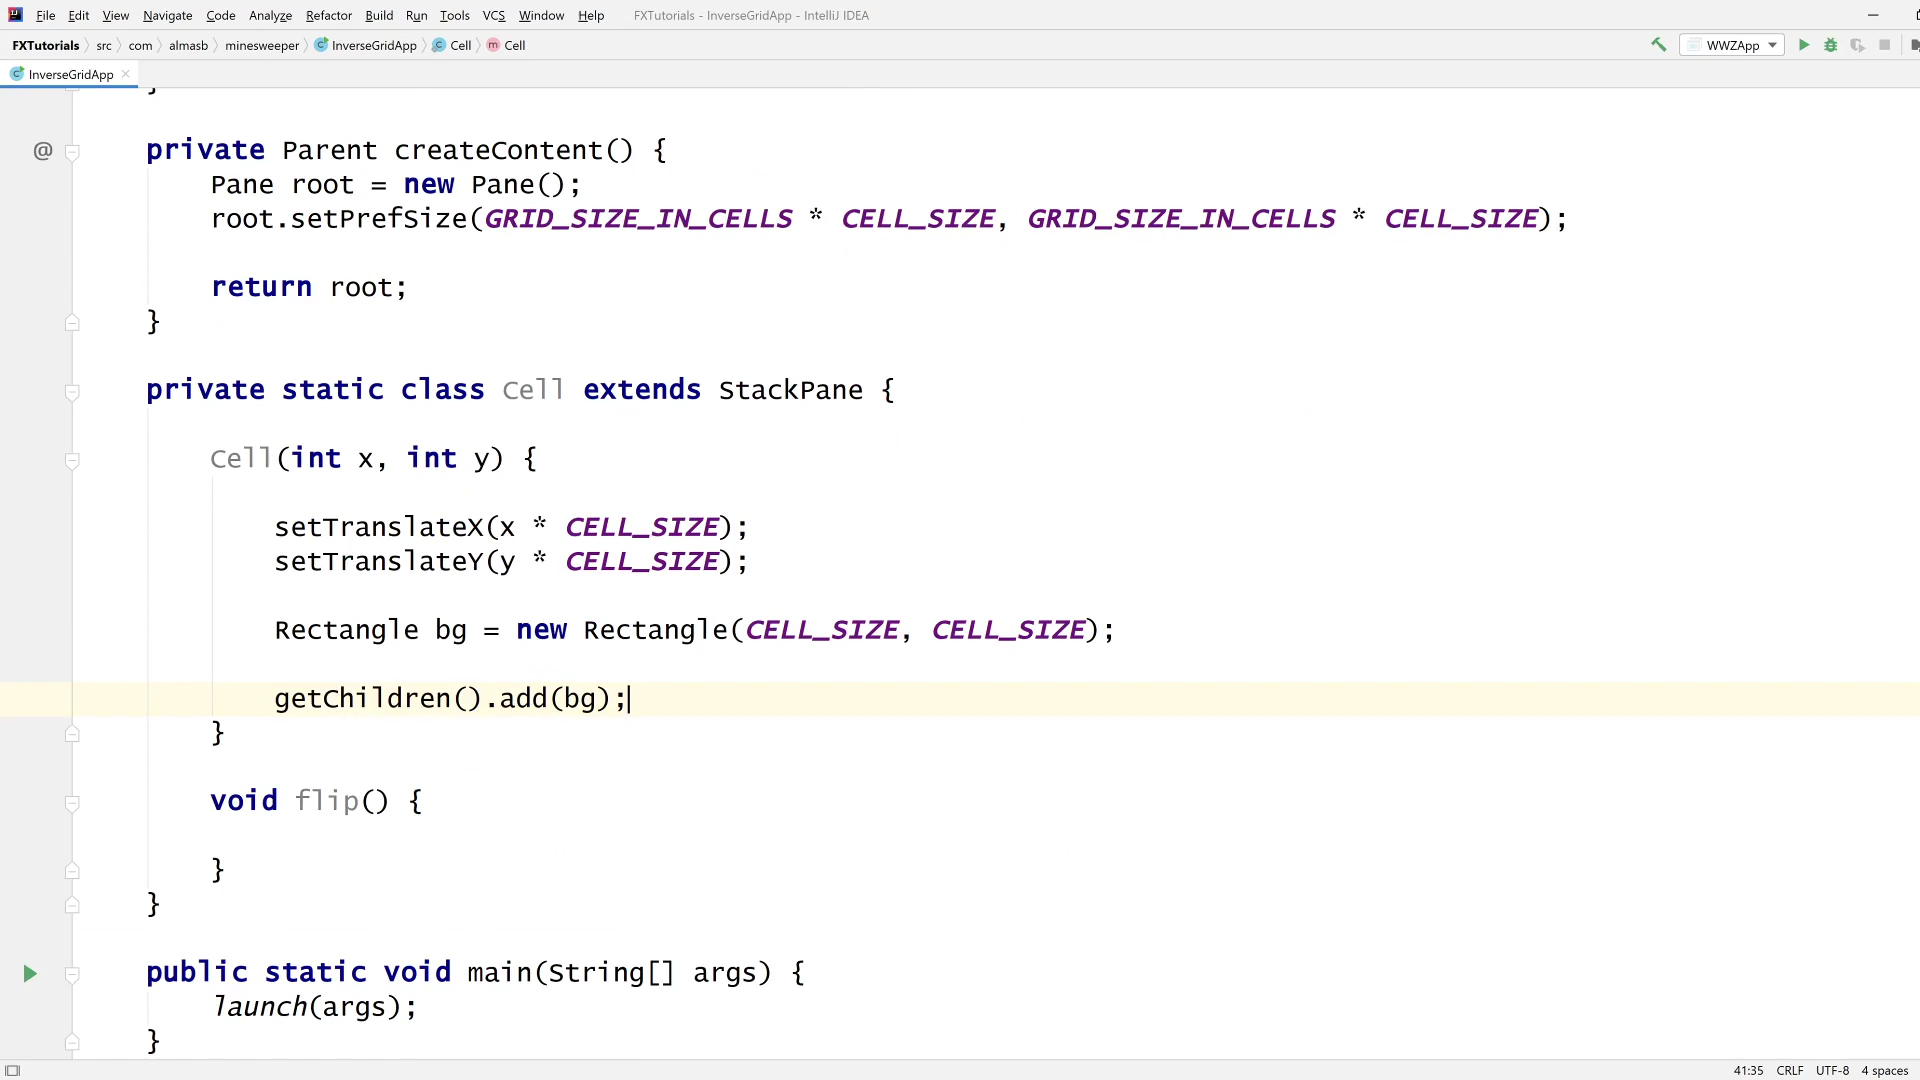 File Edit View Navigate Code Analyze Refactor Build Run Tools VCS Window Help FXTutorials - InverseGridApp - IntelliJ IDEA
FXTutorials src com almasb minesweeper InverseGridApp Cell Cell WWZApp
InverseGridApp
}
private Parent createContent() {
Pane root = new Pane();
root.setPrefSize(GRID_SIZE_IN_CELLS * CELL_SIZE, GRID_SIZE_IN_CELLS * CELL_SIZE);
return root;
}
private static class Cell extends StackPane {
Cell(int x, int y) {
setTranslateX(x * CELL_SIZE);
setTranslateY(y * CELL_SIZE);
Rectangle bg = new Rectangle(CELL_SIZE, CELL_SIZE);
getChildren().add(bg);
}
void flip() {
}
}
public static void main(String[] args) {
launch(args);
}
41:35 CRLF UTF-8 4 spaces